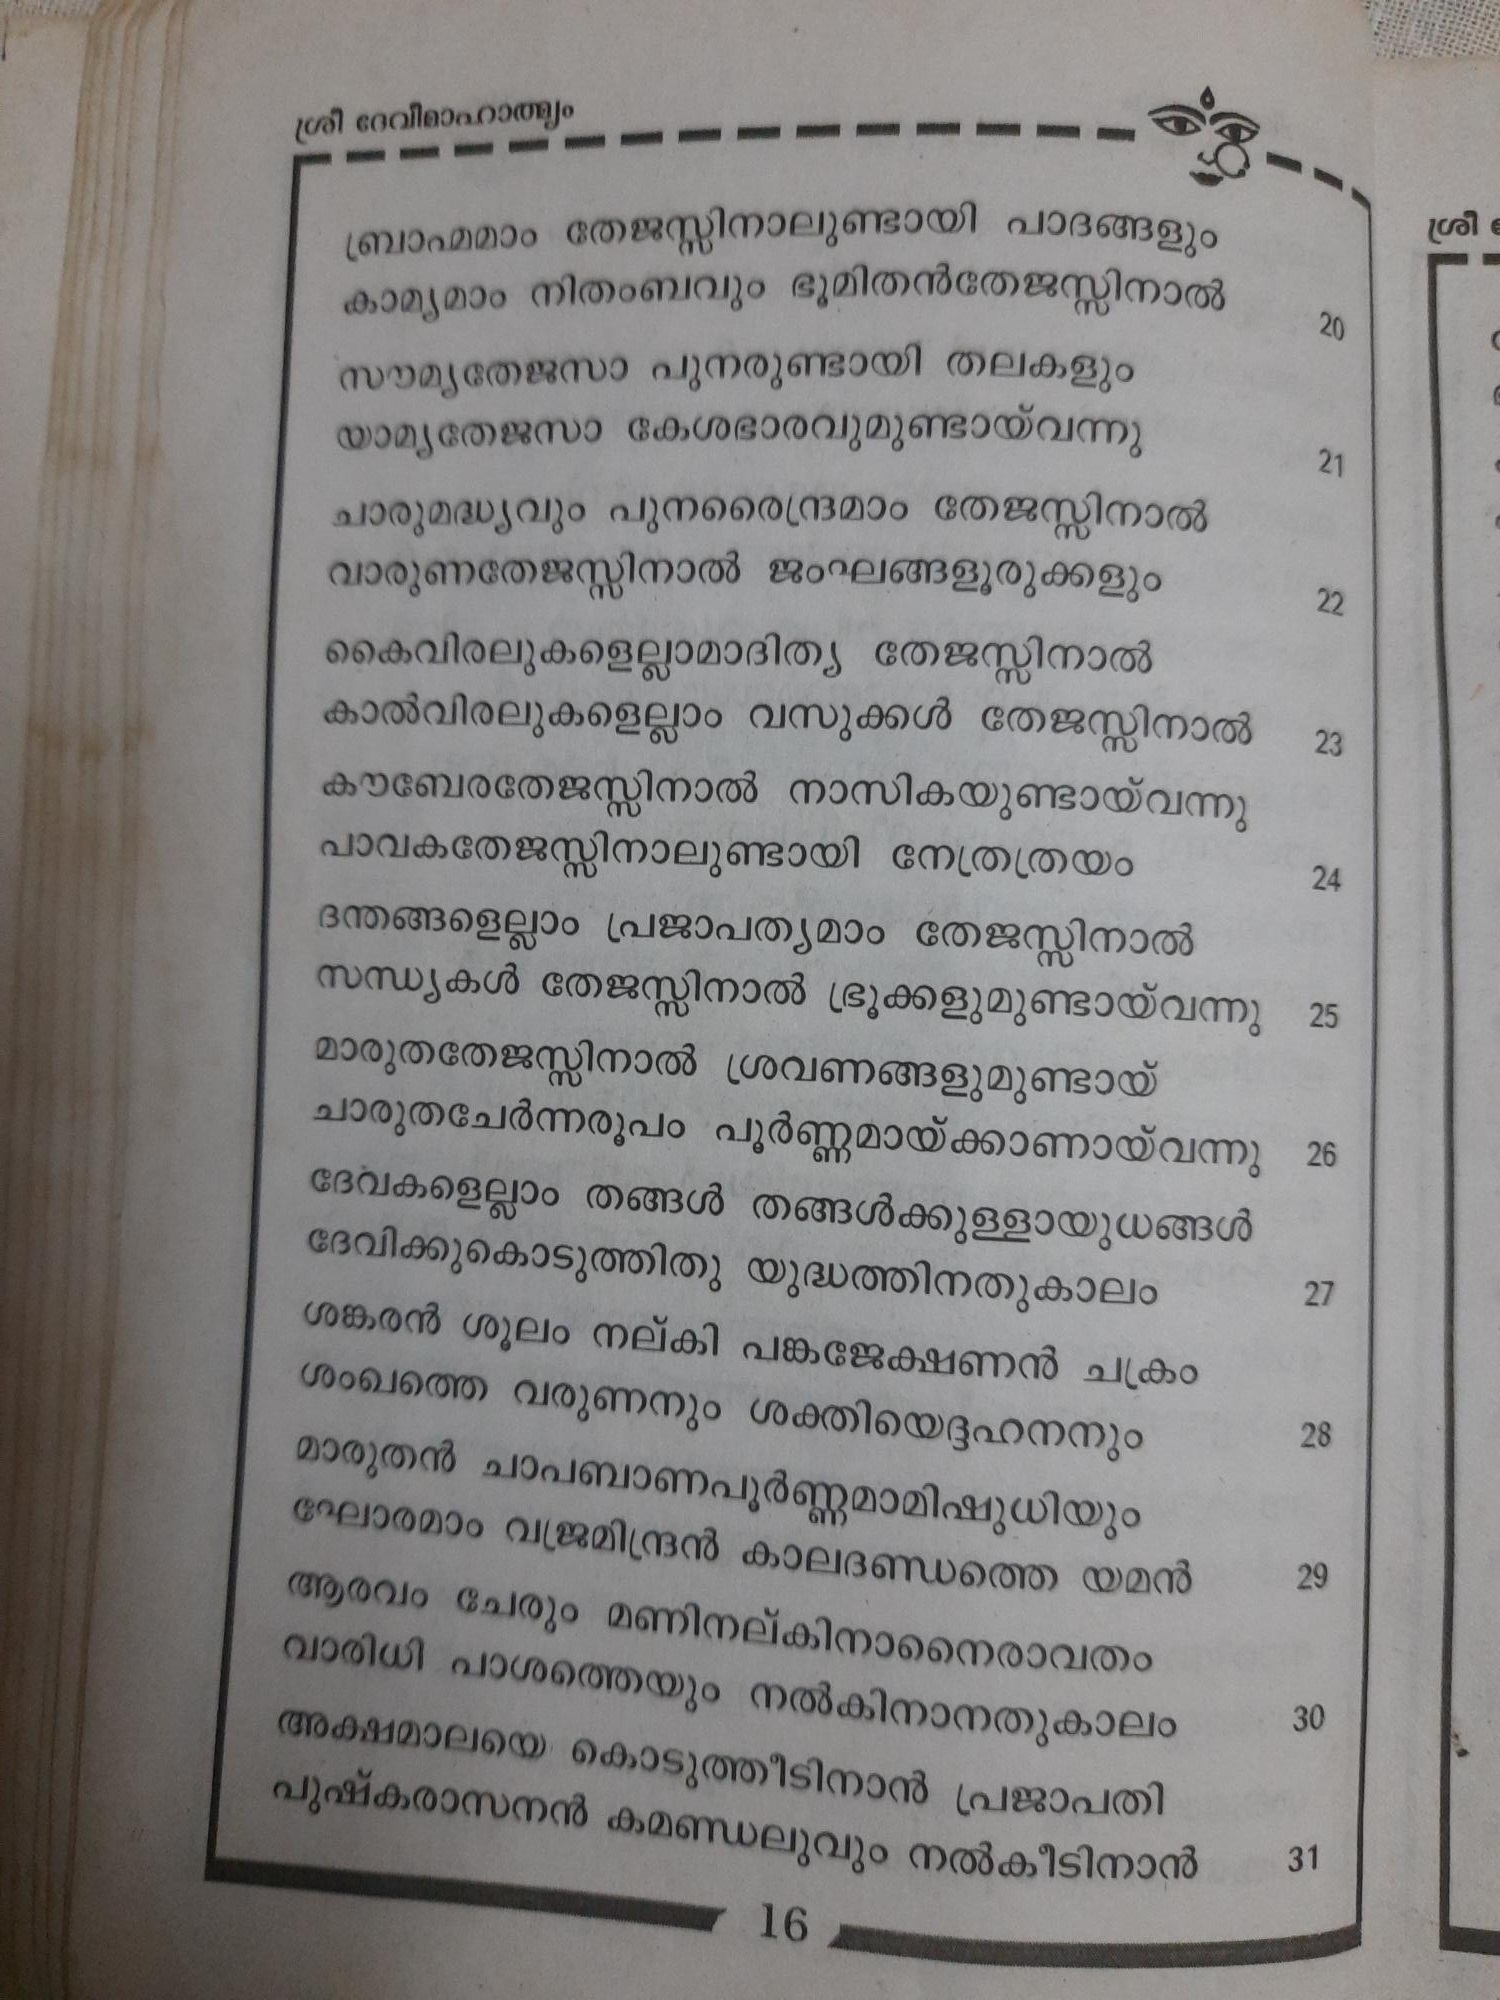 ശ്രീ ദേവീമാഹാത്മ്യം
ബ്രാഹ്മമാം തേജസ്സിനാലുണ്ടായി പാദങ്ങളും
കാമ്യമാം നിതംബവും ഭൂമിതൻതേജസ്സിനാൽ
20
സൗമ്യതേജസാ പുനരുണ്ടായി തലകളും
യാമ്യതേജസാ കേശഭാരവുമുണ്ടായ്‌വന്നു
21
ചാരുമദ്ധ്യവും പുനരൈന്ദ്രമാം തേജസ്സിനാൽ
വാരുണതേജസ്സിനാൽ ജംഘങ്ങളൂരുക്കളും
22
കൈവിരലുകളെല്ലാമാദിത്യ തേജസ്സിനാൽ
കാൽവിരലുകളെല്ലാം വസുക്കൾ തേജസ്സിനാൽ 23
കൗബേരതേജസ്സിനാൽ നാസികയുണ്ടായ്‌വന്നു
പാവകതേജസ്സിനാലുണ്ടായി നേത്രത്രയം 24
ദന്തങ്ങളെല്ലാം പ്രജാപത്യമാം തേജസ്സിനാൽ
സന്ധ്യകൾ തേജസ്സിനാൽ ഭ്രൂക്കളുമുണ്ടായ്‌വന്നു 25
മാരുതതേജസ്സിനാൽ ശ്രവണങ്ങളുമുണ്ടായ്
ചാരുതചേർന്നരൂപം പൂർണ്ണമായ്ക്കാണായ്‌വന്നു 26
ദേവകളെല്ലാം തങ്ങൾ തങ്ങൾക്കുള്ളായുധങ്ങൾ
ദേവിക്കുകൊടുത്തിതു യുദ്ധത്തിനതുകാലം 27
ശങ്കരൻ ശൂലം നല്കി പങ്കജേക്ഷണൻ ചക്രം
ശംഖത്തെ വരുണനും ശക്തിയെദ്ദഹനനും 28
മാരുതൻ ചാപബാണപൂർണ്ണമാമിഷുധിയും
ഘോരമാം വജ്രമിന്ദ്രൻ കാലദണ്ഡത്തെ യമൻ 29
ആരവം ചേരും മണിനല്കിനാനൈരാവതം
വാരിധി പാശത്തെയും നൽകിനാനതുകാലം 30
അക്ഷമാലയെ കൊടുത്തീടിനാൻ പ്രജാപതി
പുഷ്കരാസനൻ കമണ്ഡലുവും നൽകീടിനാൻ 31
16
ശ്രീ